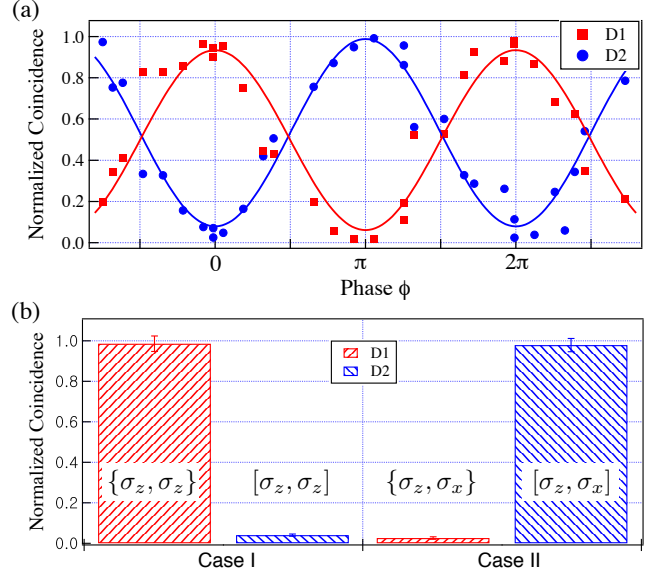 (a)
1.0
0.8
0.6
0.4
0.2
0.0
Normalized Coincidence
D1
D2
0
π
2π
Phase ϕ
(b)
1.0
0.8
0.6
0.4
0.2
0.0
Normalized Coincidence
D1
D2
{σz, σz}
[σz, σz]
{σz, σx}
[σz, σx]
Case I
Case II